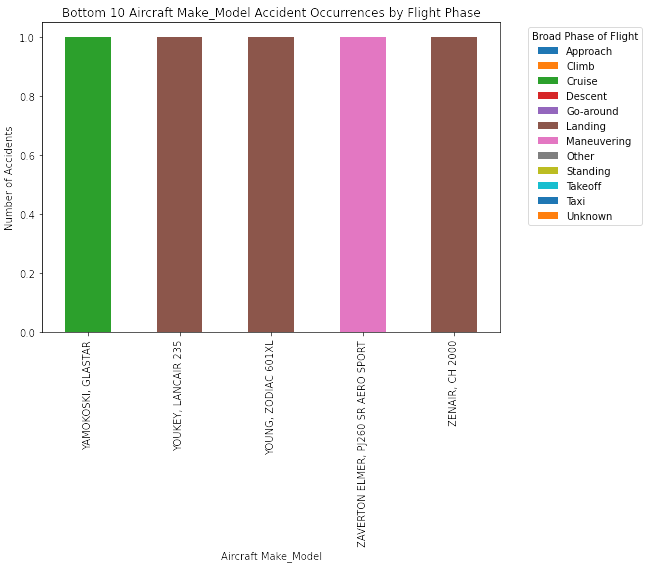 Bottom 10 Aircraft Make_Model Accident Occurrences by Flight Phase
Number of Accidents
1.0
0.8
0.6
0.4
0.2
0.0
YAMOKOSKI, GLASTAR
YOUKEY, LANCAIR 235
YOUNG, ZODIAC 601XL
ZAVERTON ELMER, PJ260 SR AERO SPORT
ZENAIR, CH 2000
Aircraft Make_Model
Broad Phase of Flight
Approach
Climb
Cruise
Descent
Go-around
Landing
Maneuvering
Other
Standing
Takeoff
Taxi
Unknown